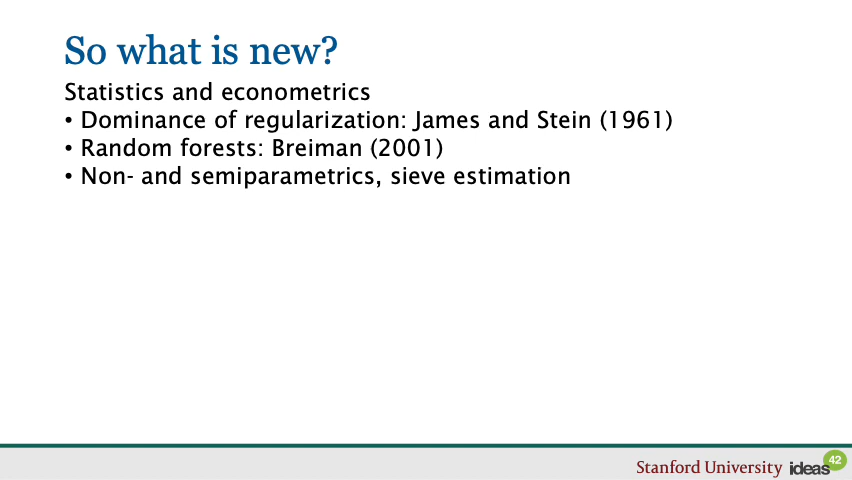 So what is new?
Statistics and econometrics
• Dominance of regularization: James and Stein (1961)
• Random forests: Breiman (2001)
• Non- and semiparametrics, sieve estimation
Stanford University ideas 42